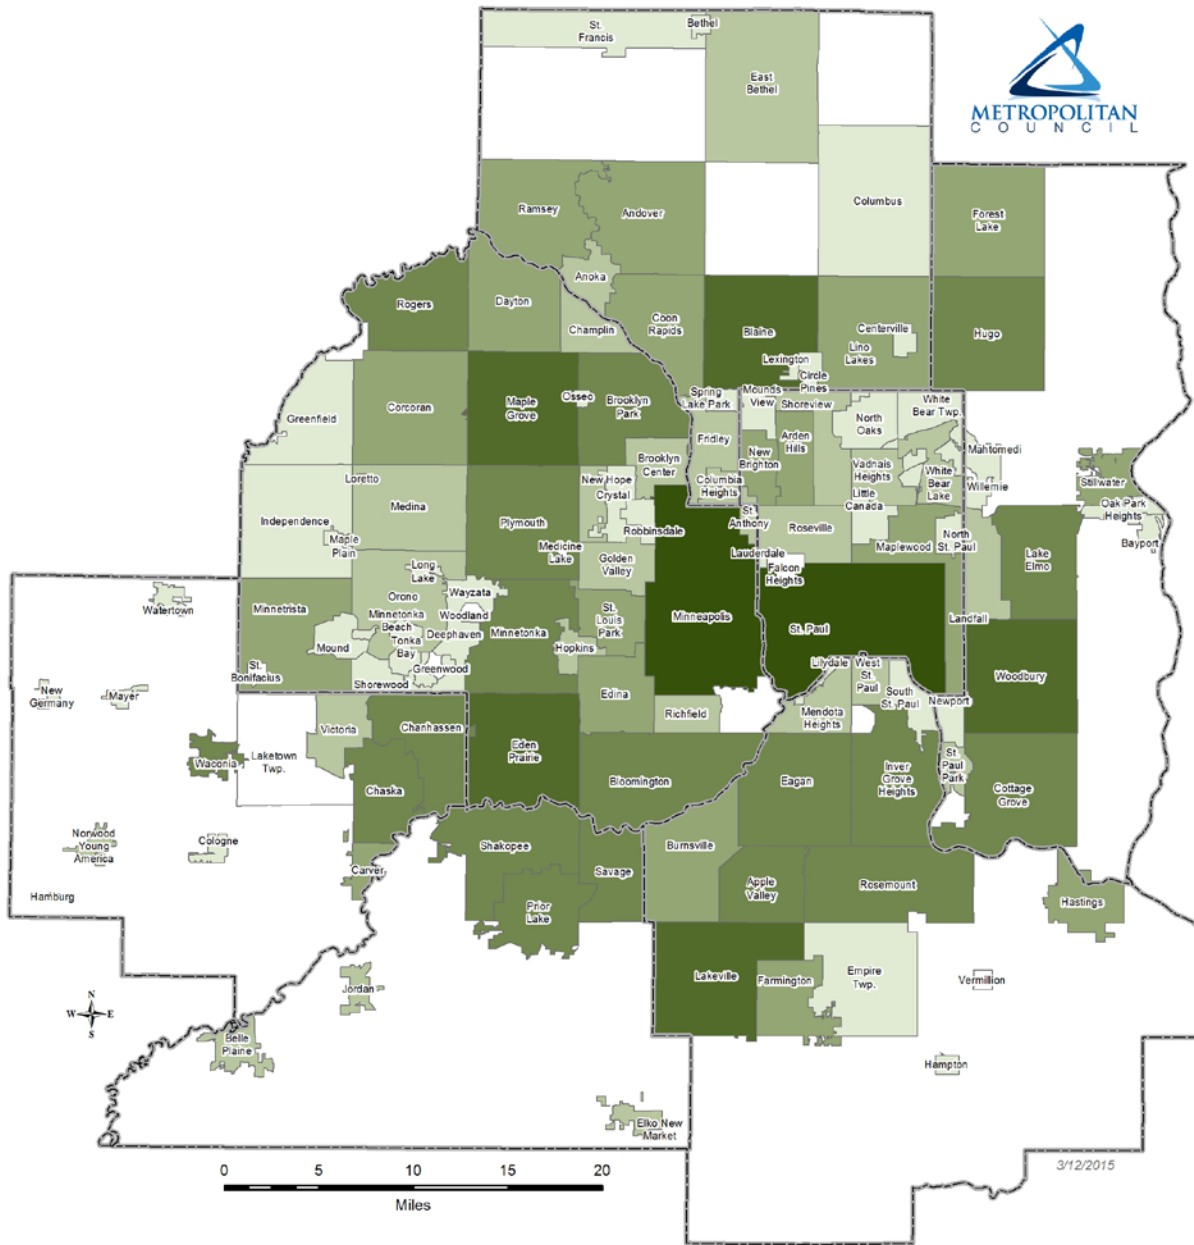 St.
Francis
Bethel
East
Bethel
METROPOLITAN
COUNCIL
Columbus
Ramsey
Andover
Forest
Lake
Anoka
Rogers
Dayton
Champlin
Coon
Rapids
Blaine
Centerville
Lino
Lakes
Hugo
Lexington
Circle
Pines
Greenfield
Corcoran
Maple
Grove
Osseo
Brooklyn
Park
Spring
Lake Park
Mounds
View
Shoreview
White
Bear Twp.
North
Oaks
Fridley
Arden
Hills
New
Brighton
Brooklyn
Center
Mahtomedi
Vadnais
Heights
White
Bear
Lake
Willernie
Stillwater
Loretto
Medina
New Hope
Crystal
Columbia
Heights
Little
Canada
Oak Park
Heights
Bayport
Independence
Maple
Plain
Plymouth
Robbinsdale
St.
Anthony
Roseville
North
St. Paul
Maplewood
Medicine
Lake
Golden
Valley
Lauderdale
Falcon
Heights
Lake
Elmo
Long
Lake
Wayzata
Watertown
Minnetrista
Orono
Woodland
Minnetonka
Beach
Tonka
Bay
Deephaven
Minnetonka
St.
Louis
Park
Minneapolis
St. Paul
Landfall
Mound
Greenwood
Hopkins
St.
Bonifacius
Shorewood
Edina
Lilydale
West
St.
Paul
South
St. Paul
Newport
Woodbury
New
Germany
Mayer
Victoria
Chanhassen
Richfield
Mendota
Heights
Waconia
Laketown
Twp.
Eden
Prairie
Bloomington
Eagan
Inver
Grove
Heights
St.
Paul
Park
Cottage
Grove
Chaska
Norwood
Young
America
Cologne
Shakopee
Savage
Burnsville
Carver
Apple
Valley
Rosemount
Hamburg
Prior
Lake
Hastings
Jordan
Lakeville
Farmington
Empire
Twp.
Vermillion
N
W E
S
Belle
Plaine
Hampton
Elko New
Market
3/12/2015
0 5 10 15 20
Miles